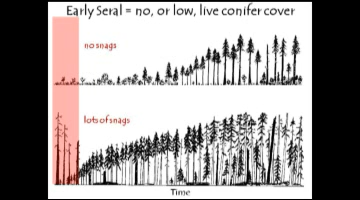 Early Seral = no, or low, live conifer cover
no snags
lots of snags
Time